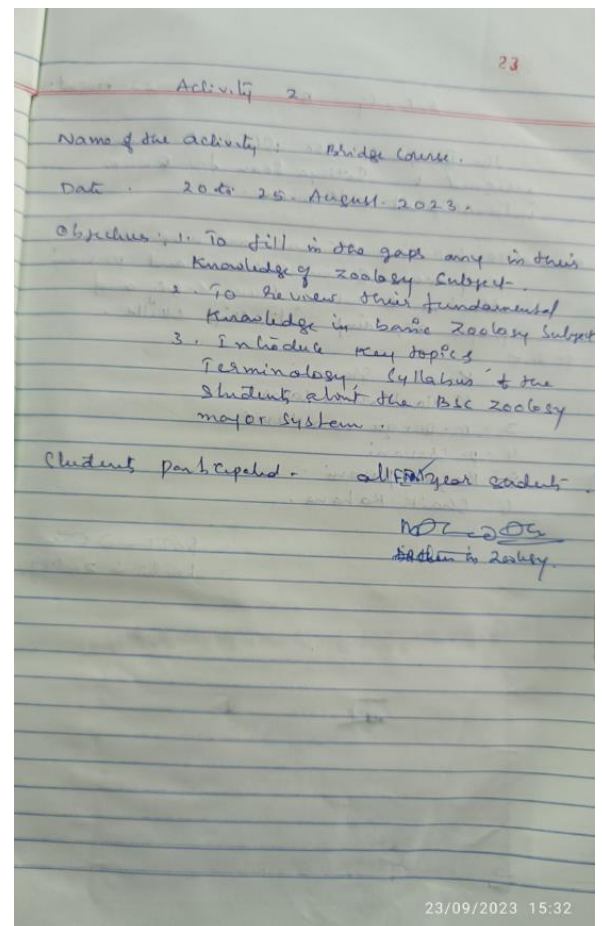 23
Activity 2
Name of the activity : Bridge Course.
Date . 20 to 25. August. 2023.
Objectives : 1. To fill in the gaps any in their
Knowledge of Zoology Subject.
2. To Review their fundamental
Knowledge in basic Zoology Subject
3. Introduce Key topics
Terminology, Syllabus to the
Students about the BSC Zoology
major System.
Students participated - all year students.
in Zoology.
23/09/2023 15:32